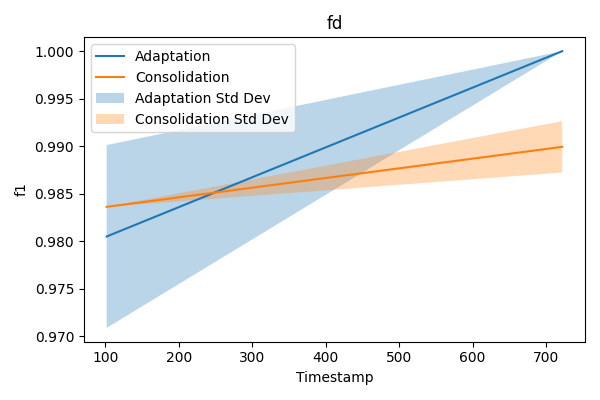 fd
Adaptation
Consolidation
Adaptation Std Dev
Consolidation Std Dev
f1
1.000
0.995
0.990
0.985
0.980
0.975
0.970
100 200 300 400 500 600 700
Timestamp